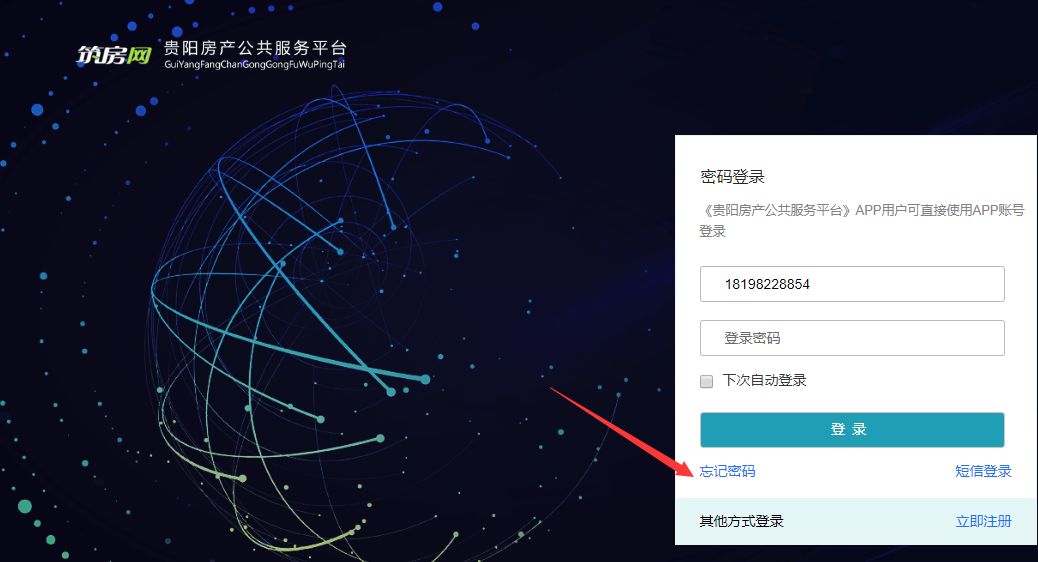 筑房网
贵阳房产公共服务平台
GuiYangFangChanGongGongFuWuPingTai
密码登录
《贵阳房产公共服务平台》APP用户可直接使用APP账号
登录
18198228854
登录密码
下次自动登录
登 录
忘记密码
短信登录
其他方式登录
立即注册